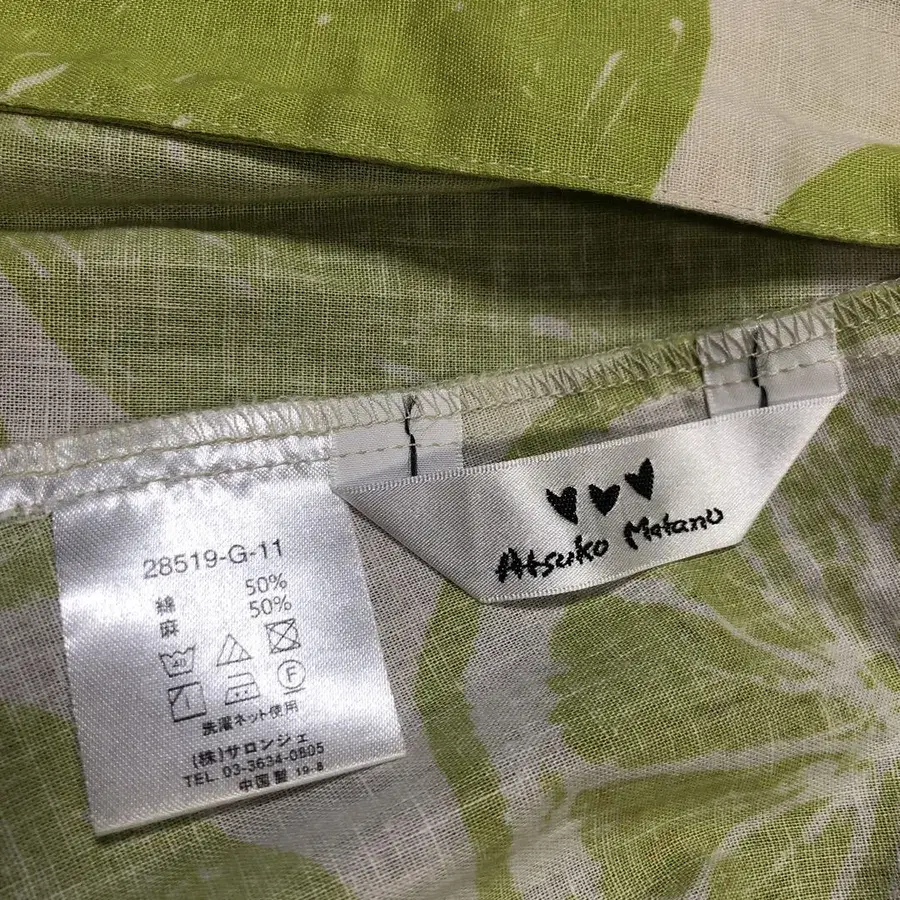 28519-G-11
綿 50%
麻 50%
40
F
洗濯ネット使用
(株)サロンジェ
TEL 03-3634-0805
中国製 19-8
Atsuko Matano